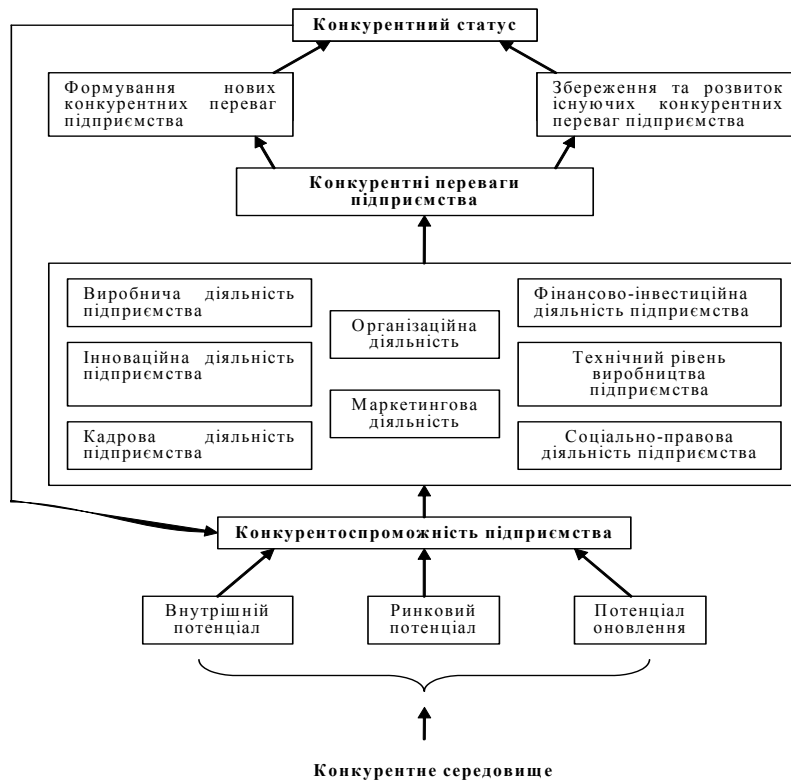 Конкурентний статус
Формування нових
конкурентних переваг
підприємства
Збереження та розвиток
існуючих конкурентних
переваг підприємства
Конкурентні переваги
підприємства
Виробнича діяльність
підприємства
Організаційна
діяльність
Фінансово-інвестиційна
діяльність підприємства
Інноваційна діяльність
підприємства
Технічний рівень
виробництва
підприємства
Маркетингова
діяльність
Кадрова діяльність
підприємства
Соціально-правова
діяльність підприємства
Конкурентоспроможність підприємства
Внутрішній
потенціал
Ринковий
потенціал
Потенціал
оновлення
Конкурентне середовище